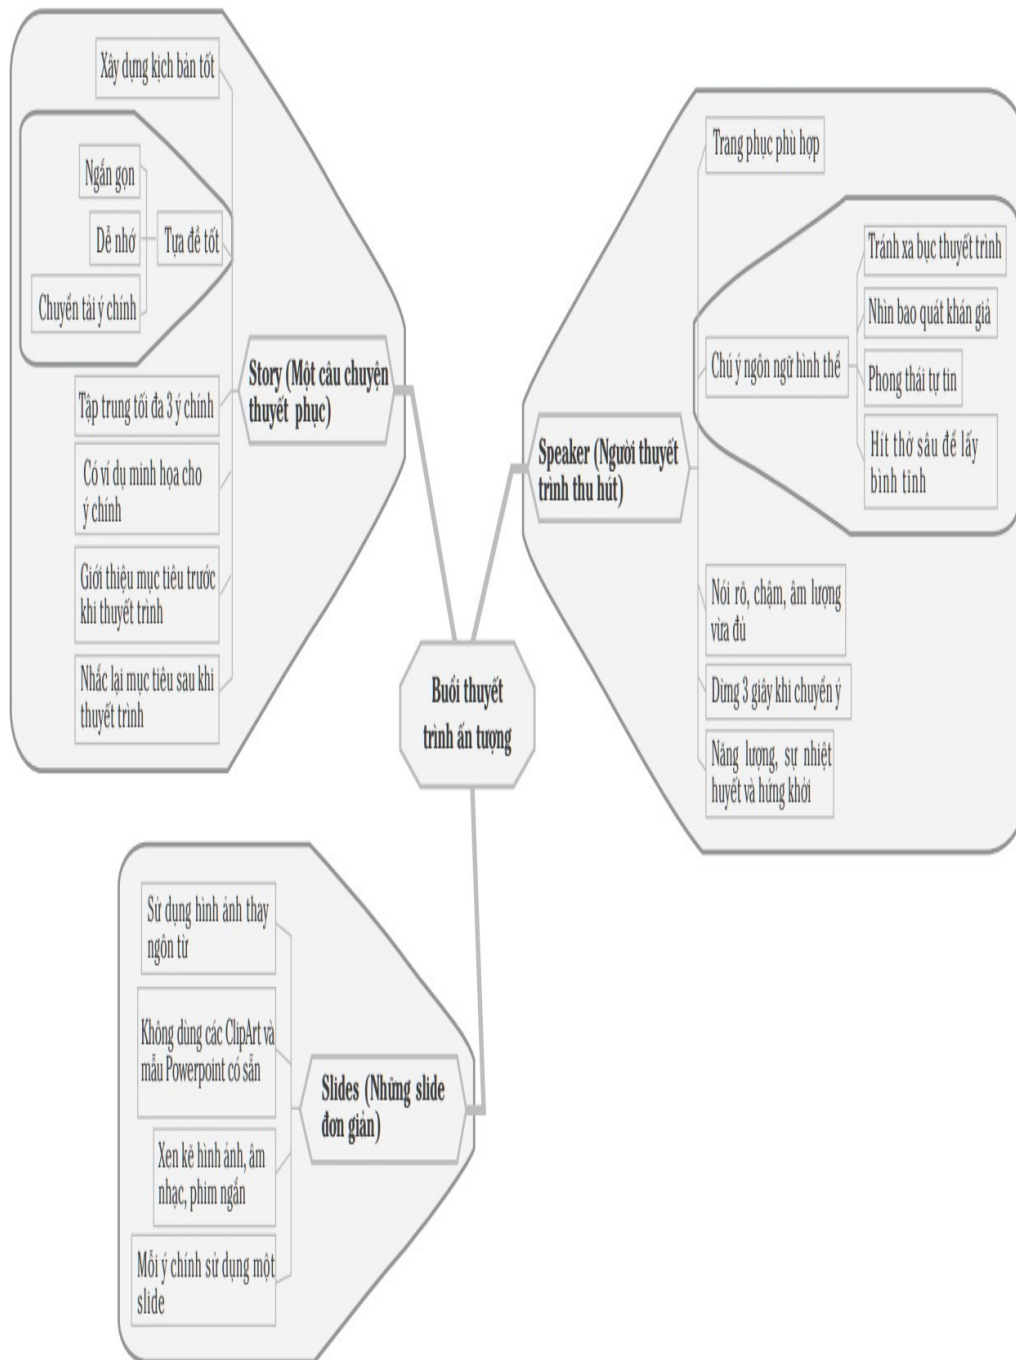 Xây dựng kịch bản tốt
Ngắn gọn
Dễ nhớ
Tựa đề tốt
Chuyển tải ý chính
Story (Một câu chuyện
thuyết phục)
Tập trung tối đa 3 ý chính
Có ví dụ minh họa cho
ý chính
Giới thiệu mục tiêu trước
khi thuyết trình
Nhắc lại mục tiêu sau khi
thuyết trình
Trang phục phù hợp
Tránh xa bục thuyết trình
Nhìn bao quát khán giả
Chú ý ngôn ngữ hình thể
Phong thái tự tin
Hít thở sâu để lấy
bình tĩnh
Speaker (Người thuyết
trình thu hút)
Nói rõ, chậm, âm lượng
vừa đủ
Dừng 3 giây khi chuyển ý
Năng lượng, sự nhiệt
huyết và hứng khởi
Buổi thuyết
trình ấn tượng
Sử dụng hình ảnh thay
ngôn từ
Không dùng các ClipArt và
mẫu Powerpoint có sẵn
Slides (Những slide
đơn giản)
Xen kẽ hình ảnh, âm
nhạc, phim ngắn
Mỗi ý chính sử dụng một
slide